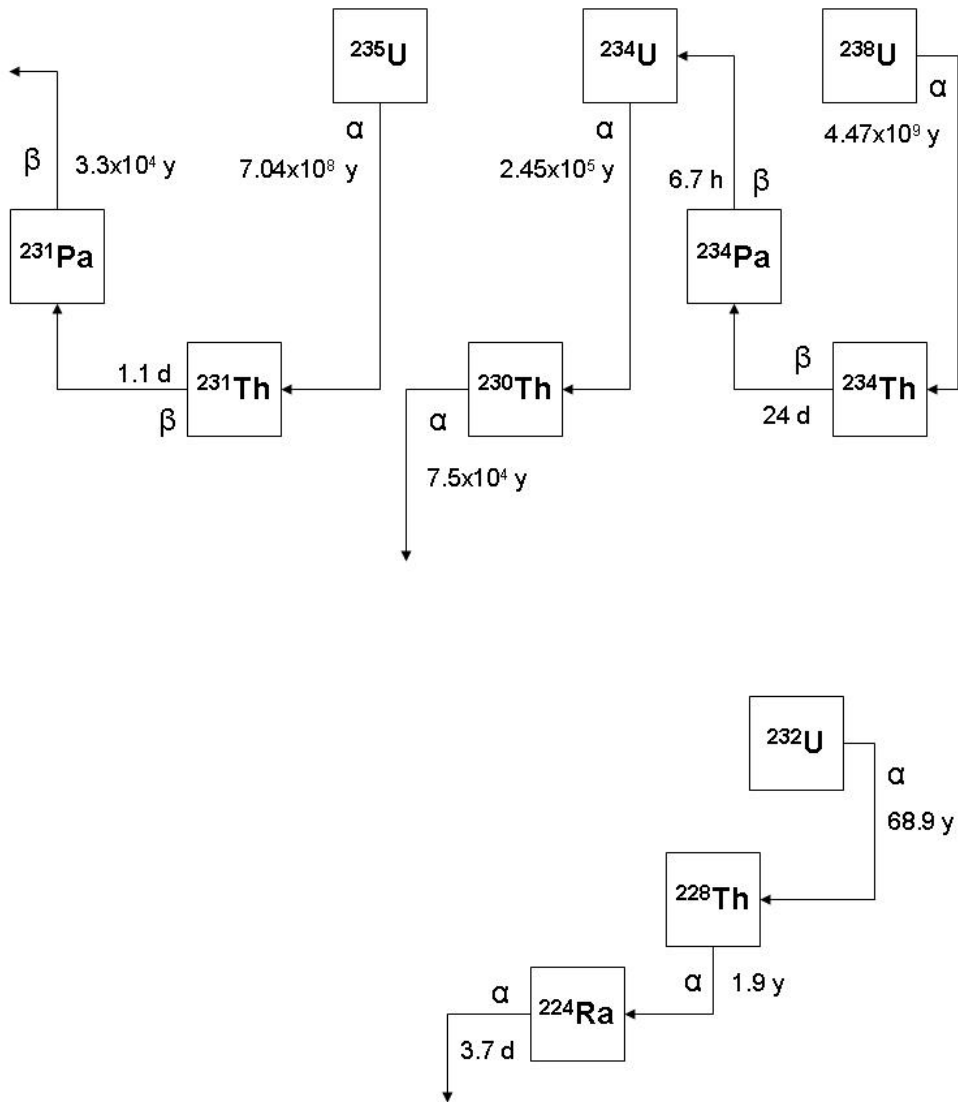 ²³⁵U
²³⁴U
²³⁸U
α
α
α
β
3.3x10⁴ y
7.04x10⁸ y
2.45x10⁵ y
6.7 h
β
4.47x10⁹ y
²³¹Pa
²³⁴Pa
1.1 d
β
²³¹Th
α
7.5x10⁴ y
²³⁰Th
β
24 d
²³⁴Th
²³²U
α
68.9 y
²²⁸Th
α
1.9 y
α
3.7 d
²²⁴Ra